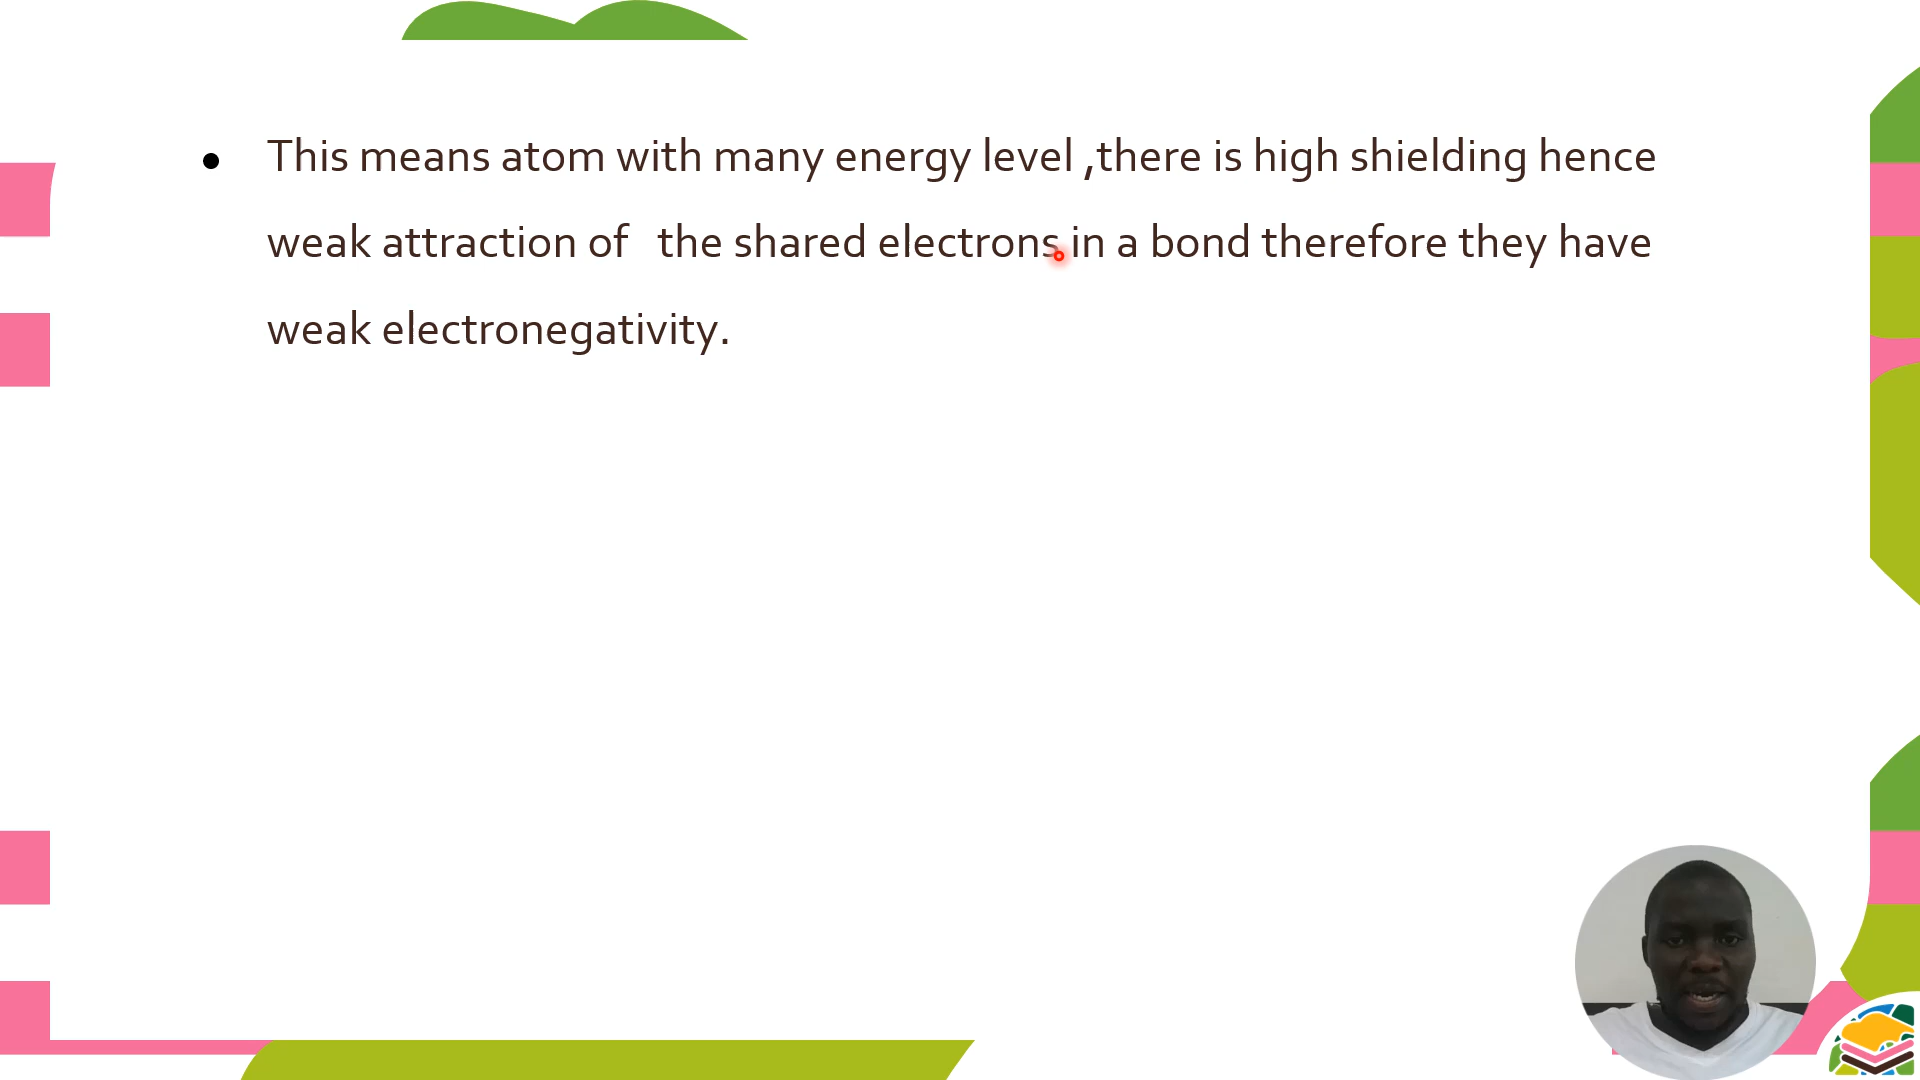 This means atom with many energy level ,there is high shielding hence
weak attraction of the shared electrons in a bond therefore they have
weak electronegativity.